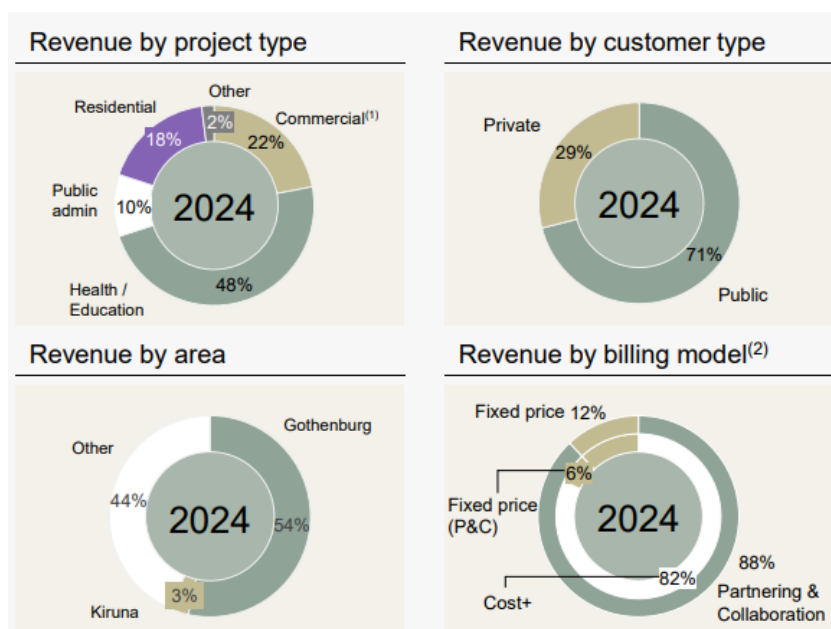 Revenue by project type
Other
Residential
Commercial(1)
2%
18%
22%
Public
admin
10%
2024
Health /
Education
48%
Revenue by customer type
Private
29%
2024
71%
Public
Revenue by area
Gothenburg
Other
44%
2024
54%
3%
Kiruna
Revenue by billing model(2)
Fixed price 12%
6%
Fixed price
(P&C)
2024
88%
82%
Partnering &
Collaboration
Cost+